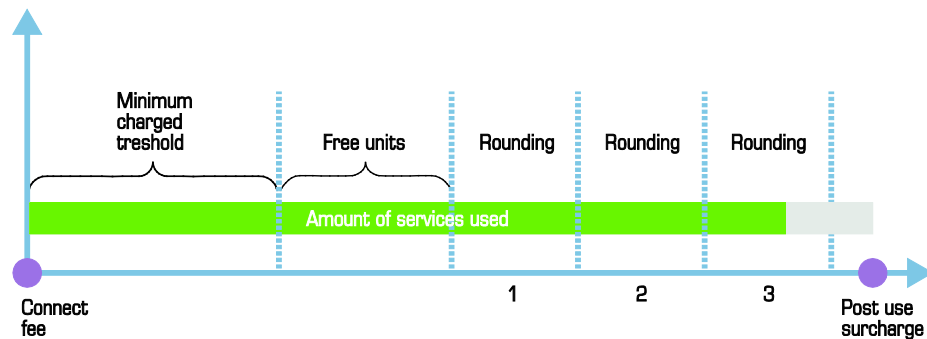 Minimum
charged
treshold
Free units
Rounding
Rounding
Rounding
Amount of services used
1
2
3
Connect
fee
Post use
surcharge